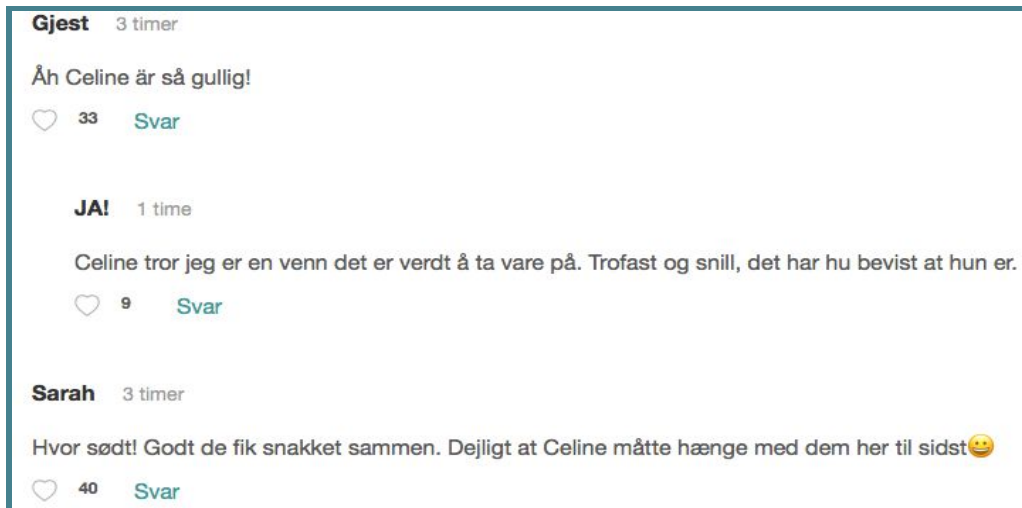 Gjest 3 timer
Åh Celine är så gullig!
33 Svar
JA! 1 time
Celine tror jeg er en venn det er verdt å ta vare på. Trofast og snill, det har hu bevist at hun er.
9 Svar
Sarah 3 timer
Hvor sødt! Godt de fik snakket sammen. Dejligt at Celine måtte hænge med dem her til sidst😀
40 Svar